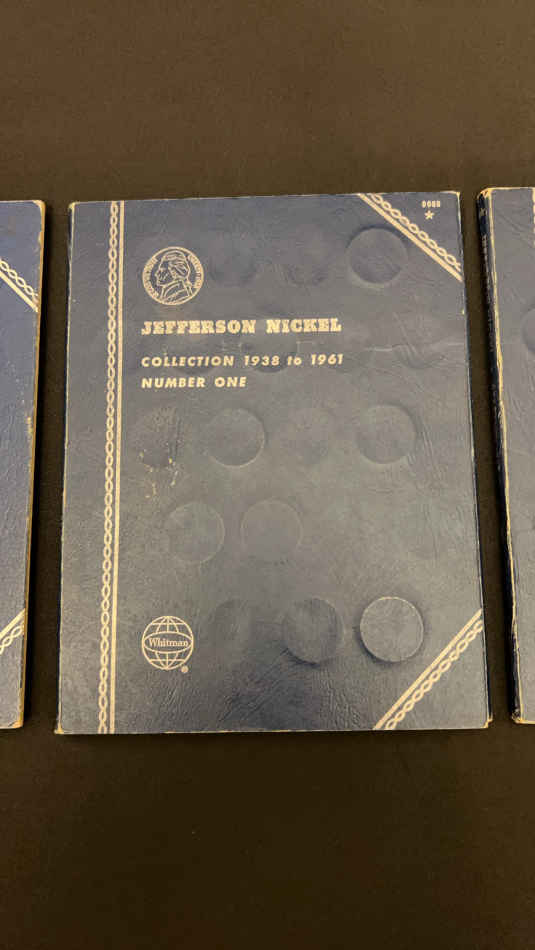 JEFFERSON NICKEL
COLLECTION 1938 to 1961
NUMBER ONE
Whitman